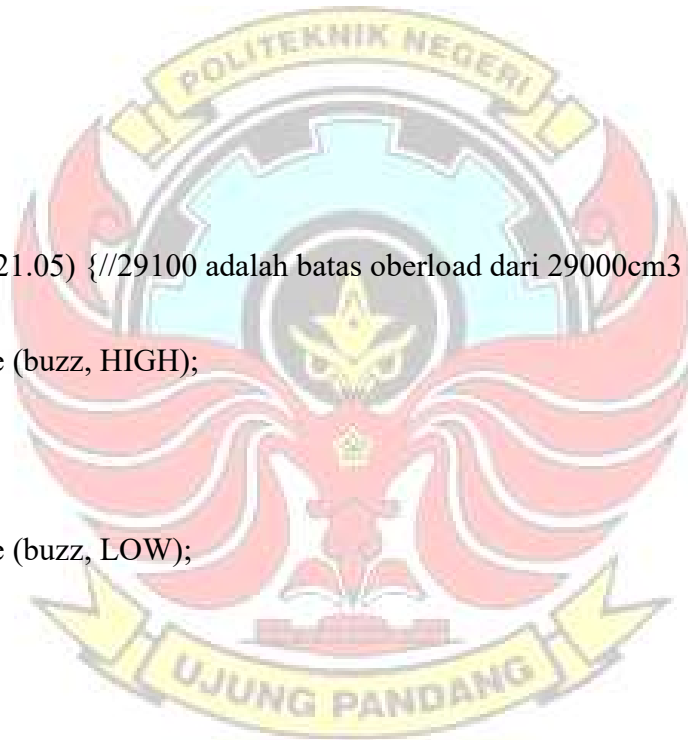 POLITEKNIK NEGERI
21.05) {//29100 adalah batas oberload dari 29000cm3
e (buzz, HIGH);
e (buzz, LOW);
UJUNG PANDANG